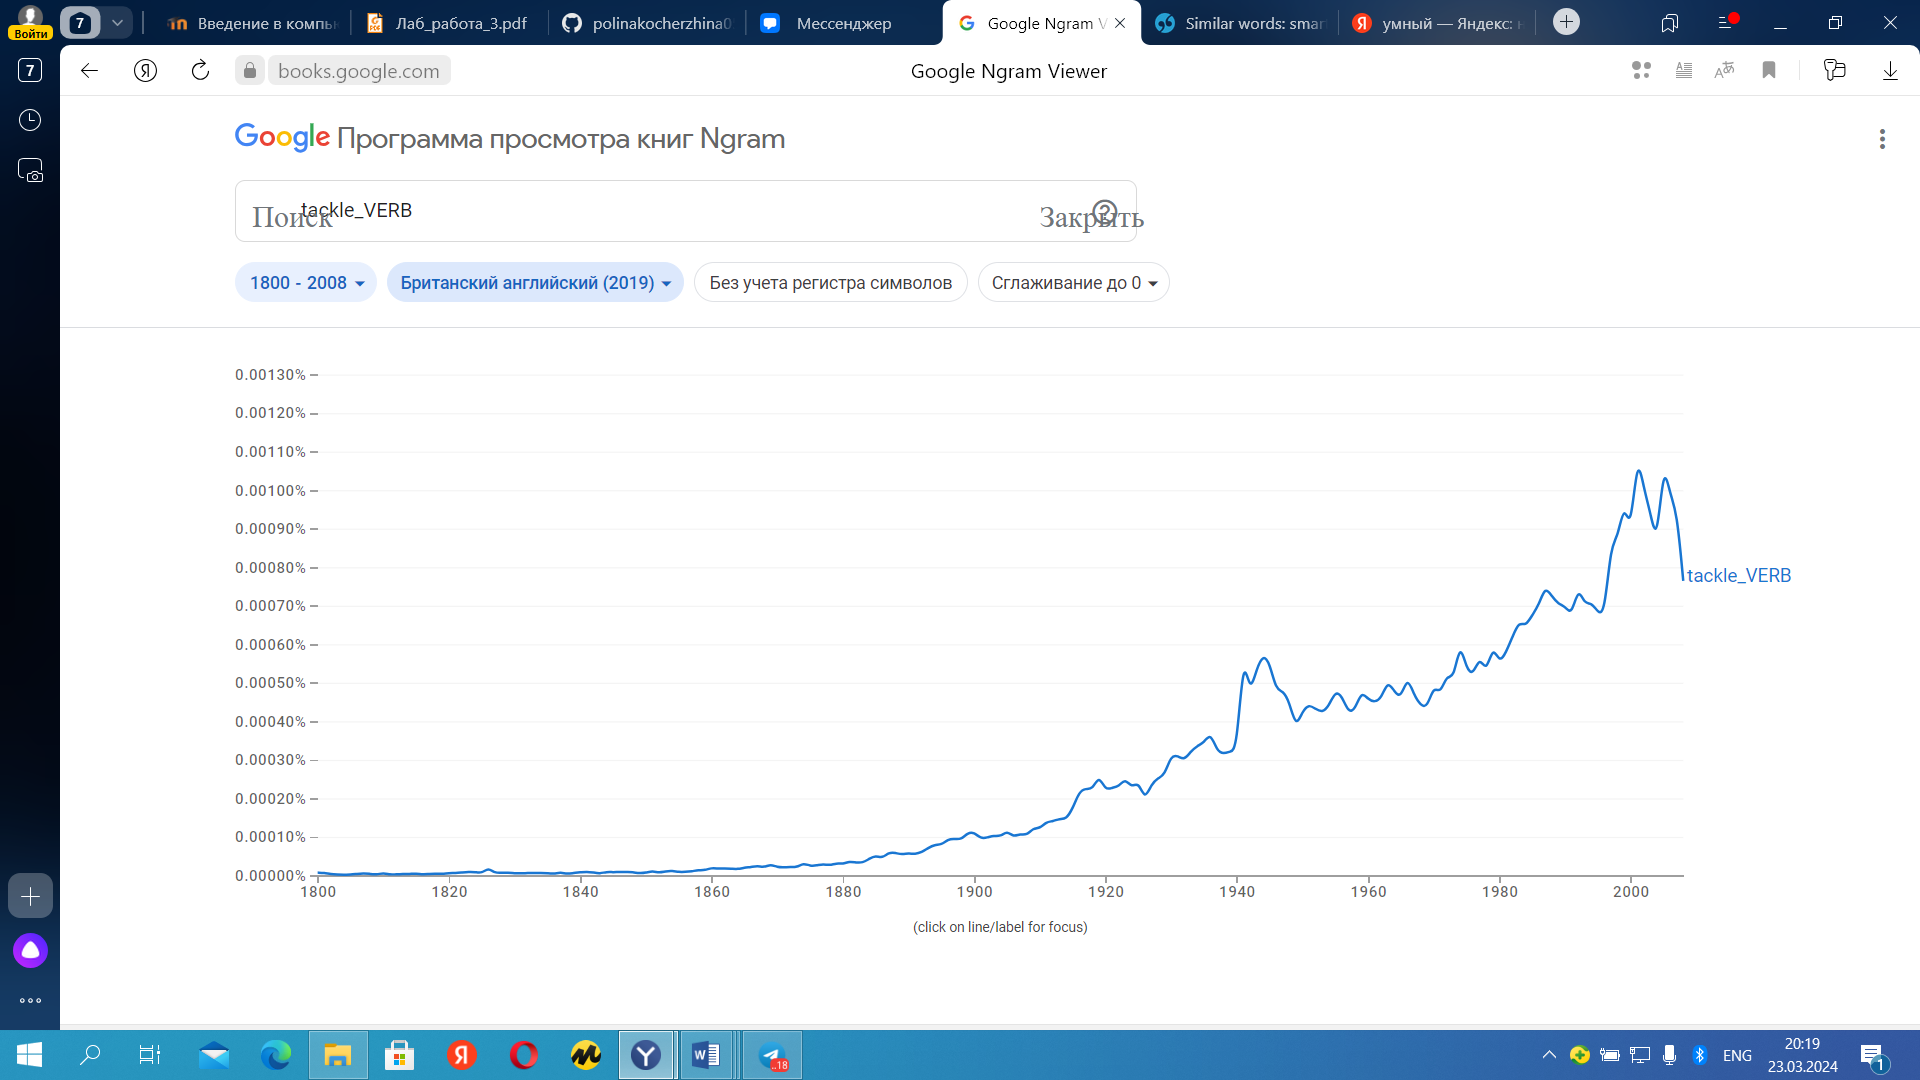 Войти
7
Введение в компь
Лаб_работа_3.pdf
polinakocherzhina0
Мессенджер
Google Ngram V
Similar words: smar
умный — Яндекс: н
7
books.google.com
Google Ngram Viewer
Google Программа просмотра книг Ngram
Поиск
tackle_VERB
Закрыть
1800 - 2008
Британский английский (2019)
Без учета регистра символов
Сглаживание до 0
0.00130%
0.00120%
0.00110%
0.00100%
0.00090%
0.00080%
tackle_VERB
0.00070%
0.00060%
0.00050%
0.00040%
0.00030%
0.00020%
0.00010%
0.00000%
1800 1820 1840 1860 1880 1900 1920 1940 1960 1980 2000
(click on line/label for focus)
..18
ENG
20:19
23.03.2024
1